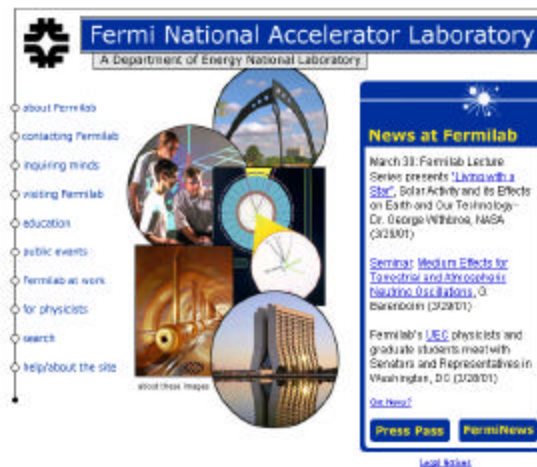 Fermi National Accelerator Laboratory
A Department of Energy National Laboratory
about Fermilab
contacting Fermilab
inquiring minds
visiting Fermilab
education
public events
Fermilab at work
for physicists
search
help/about the site
about these images
News at Fermilab
March 30: Fermilab Lecture
Series presents "Living with a
Star", Solar Activity and its Effects
on Earth and Our Technology-
Dr. George Withbroe, NASA
(3/28/01)
Seminar: Medium Effects for
Terrestrial and Atmospheric
Neutrino Oscillations, G.
Barenboim (3/29/01)
Fermilab's UEC physicists and
graduate students meet with
Senators and Representatives in
Washington, DC (3/28/01)
Got News?
Press Pass
FermiNews
Legal Notices